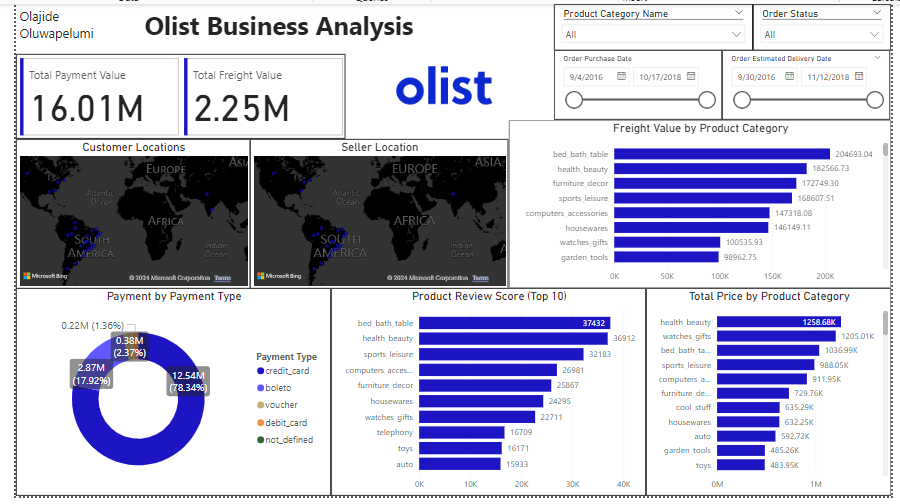 Olajide
Oluwapelumi
Olist Business Analysis
Product Category Name
All
Order Status
All
Order Purchase Date
9/4/2016
10/17/2018
Order Estimated Delivery Date
9/30/2016
11/12/2018
Total Payment Value
16.01M
Total Freight Value
2.25M
olist
Customer Locations
EUROPE
ASIA
Atlantic
Ocean
AFRICA
SOUTH
AMERICA
Indian
Ocean
Microsoft Bing
© 2024 Microsoft Corporation Terms
Seller Location
EUROPE
ASIA
Atlantic
Ocean
AFRICA
SOUTH
AMERICA
Indian
Ocean
Microsoft Bing
© 2024 Microsoft Corporation Terms
Freight Value by Product Category
bed_bath_table 204693.04
health_beauty 182566.73
furniture_decor 172749.30
sports_leisure 168607.51
computers_accessories 147318.08
housewares 146149.11
watches_gifts 100535.93
garden_tools 98962.75
0K 50K 100K 150K 200K
Payment by Payment Type
0.22M (1.36%)
0.38M
(2.37%)
2.87M
(17.92%)
12.54M
(78.34%)
Payment Type
credit_card
boleto
voucher
debit_card
not_defined
Product Review Score (Top 10)
bed_bath_table 37432
health_beauty 36912
sports_leisure 32183
computers_acces... 26981
furniture_decor 25867
housewares 24295
watches_gifts 22711
telephony 16709
toys 16171
auto 15933
0K 10K 20K 30K 40K
Total Price by Product Category
health_beauty 1258.68K
watches_gifts 1205.01K
bed_bath_ta... 1036.99K
sports_leisure 988.05K
computers_a... 911.95K
furniture_de... 729.76K
cool_stuff 635.29K
housewares 632.25K
auto 592.72K
garden_tools 485.26K
toys 483.95K
0M 1M